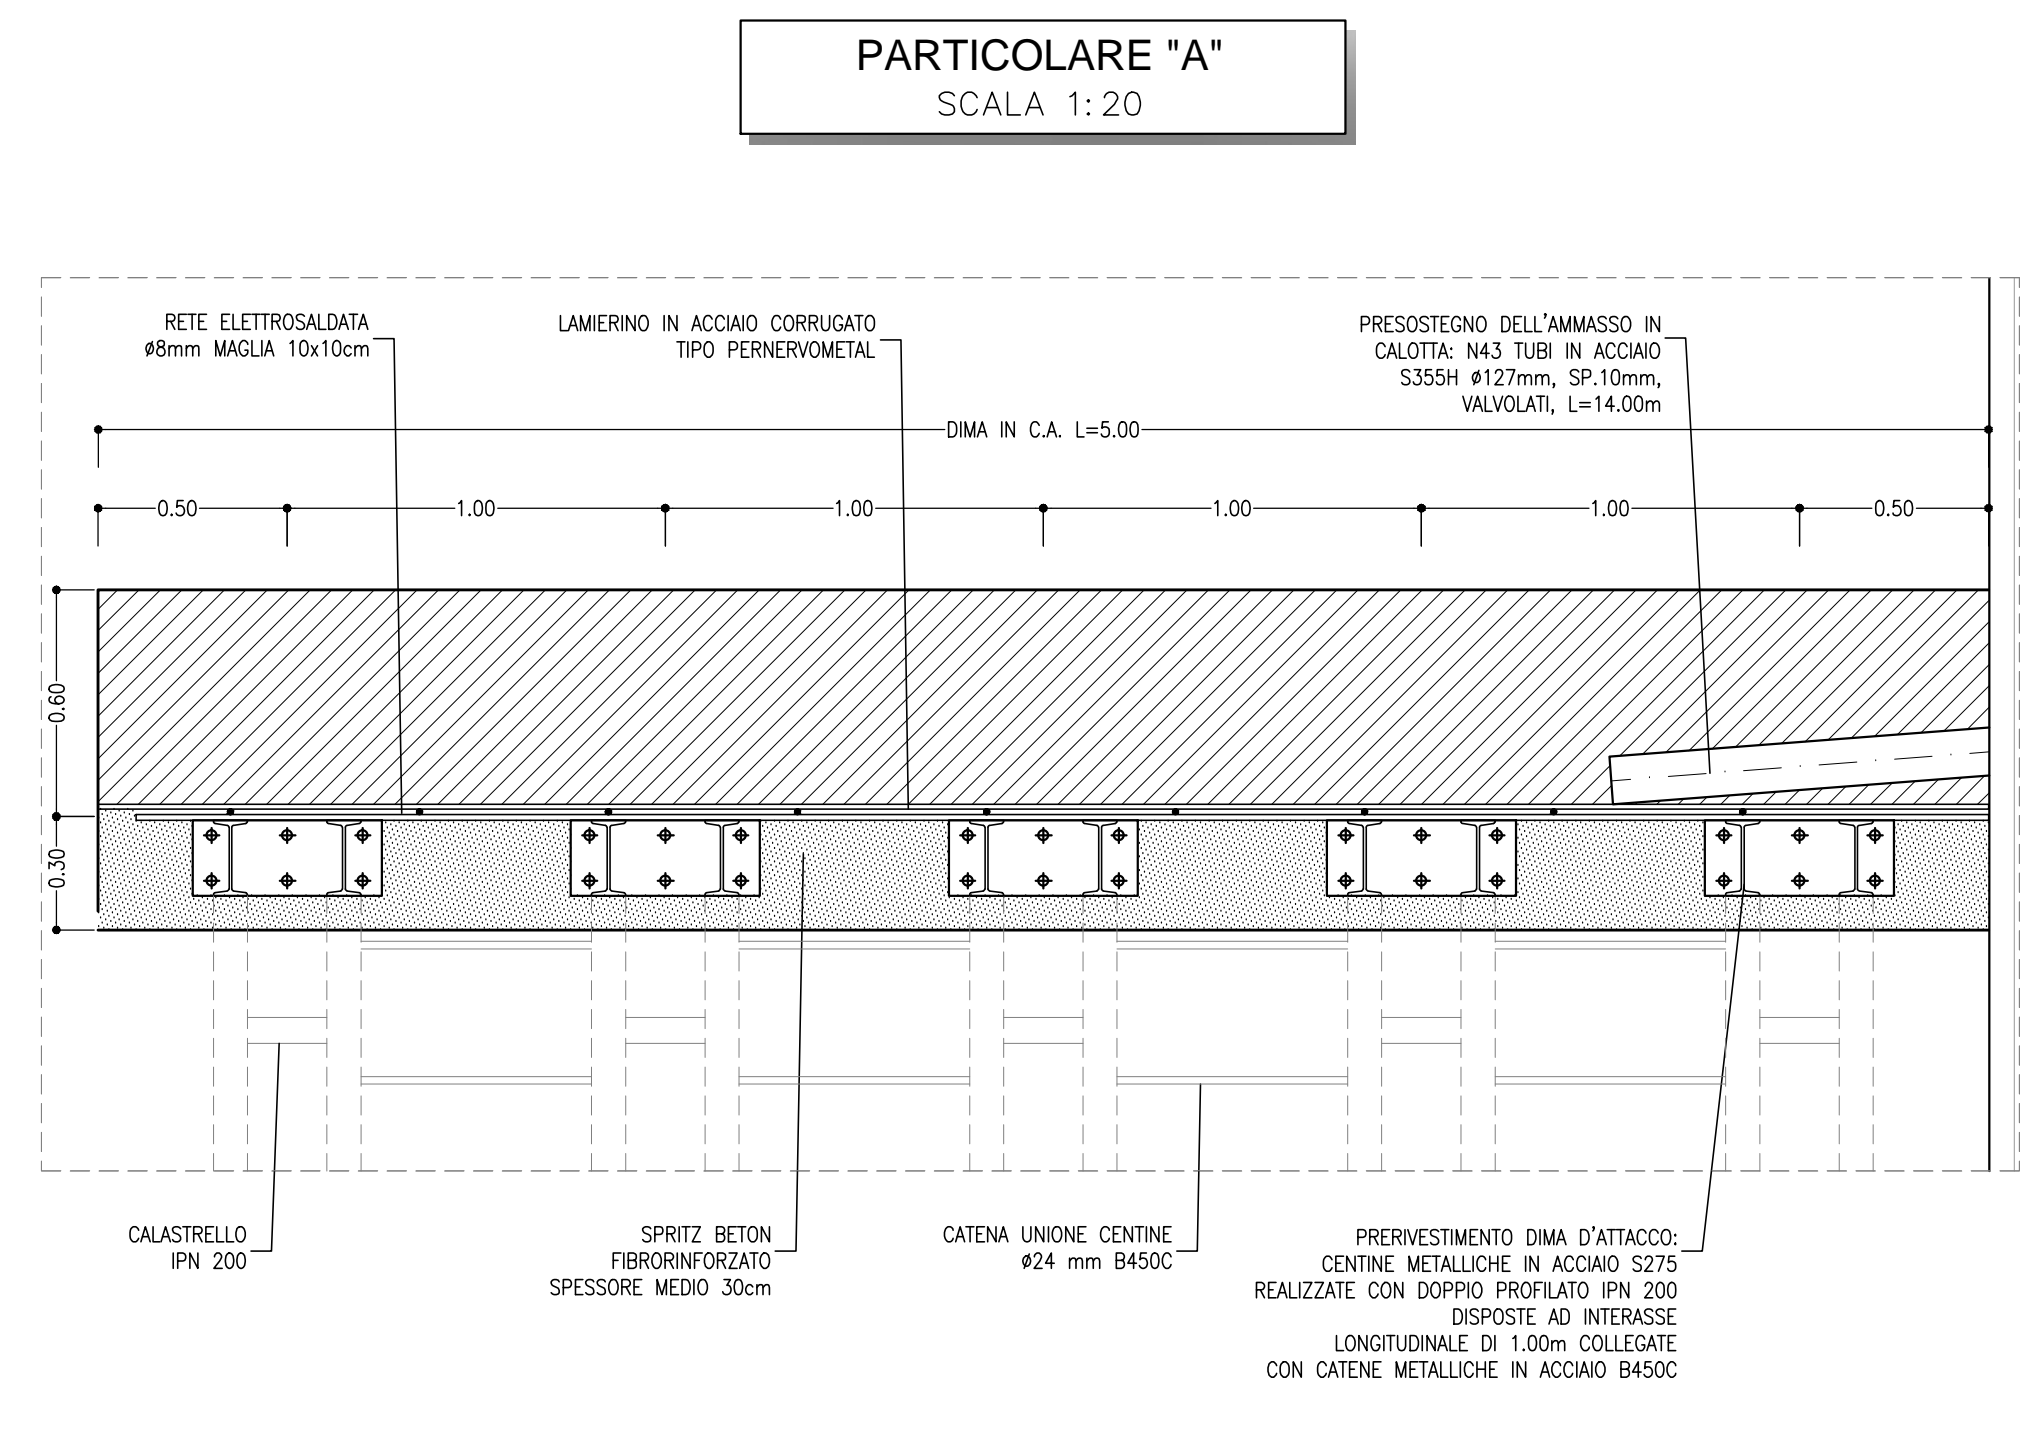 PARTICOLARE "A"
SCALA 1:20
RETE ELETTROSALDATA
ø8mm MAGLIA 10x10cm
LAMIERINO IN ACCIAIO CORRUGATO
TIPO PERNERVOMETAL
PRESOSTEGNO DELL'AMMASSO IN
CALOTTA: N43 TUBI IN ACCIAIO
S355H ø127mm, SP.10mm,
VALVOLATI, L=14.00m
DIMA IN C.A. L=5.00
0.50
1.00
1.00
1.00
1.00
0.50
0.60
0.30
CALASTRELLO
IPN 200
SPRITZ BETON
FIBRORINFORZATO
SPESSORE MEDIO 30cm
CATENA UNIONE CENTINE
ø24 mm B450C
PRERIVESTIMENTO DIMA D'ATTACCO:
CENTINE METALLICHE IN ACCIAIO S275
REALIZZATE CON DOPPIO PROFILATO IPN 200
DISPOSTE AD INTERASSE
LONGITUDINALE DI 1.00m COLLEGATE
CON CATENE METALLICHE IN ACCIAIO B450C